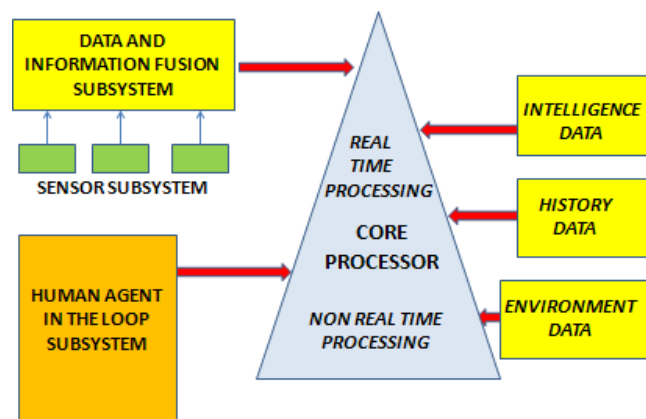 DATA AND
INFORMATION FUSION
SUBSYSTEM
SENSOR SUBSYSTEM
HUMAN AGENT
IN THE LOOP
SUBSYSTEM
REAL
TIME
PROCESSING
CORE
PROCESSOR
NON REAL TIME
PROCESSING
INTELLIGENCE
DATA
HISTORY
DATA
ENVIRONMENT
DATA